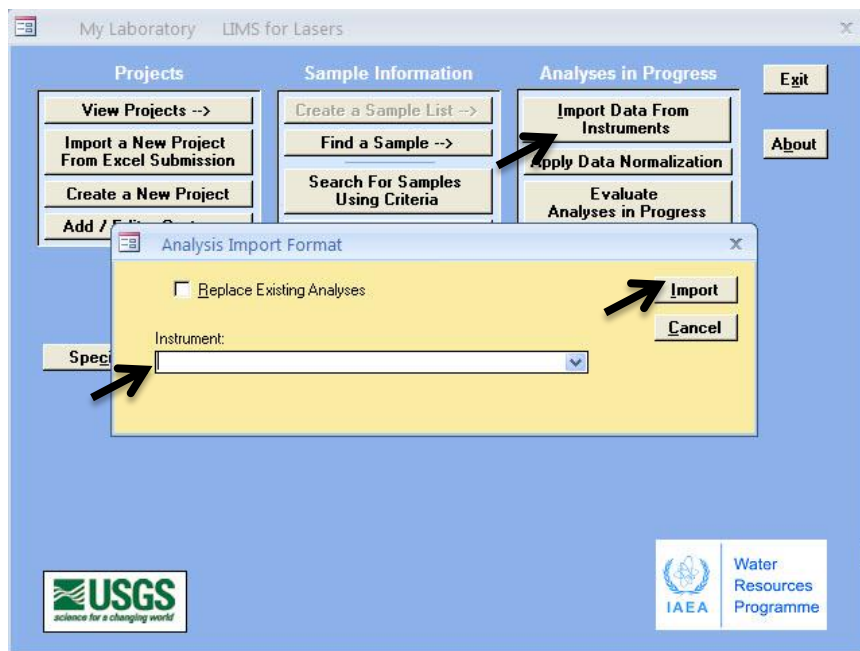 My Laboratory LIMS for Lasers
Projects
View Projects -->
Import a New Project
From Excel Submission
Create a New Project
Add /
Sample Information
Create a Sample List -->
Find a Sample -->
Search For Samples
Using Criteria
Analyses in Progress
Import Data From
Instruments
Apply Data Normalization
Evaluate
Analyses in Progress
Exit
About
Analysis Import Format
Replace Existing Analyses
Import
Cancel
Instrument:
Speci
USGS
science for a changing world
IAEA
Water
Resources
Programme